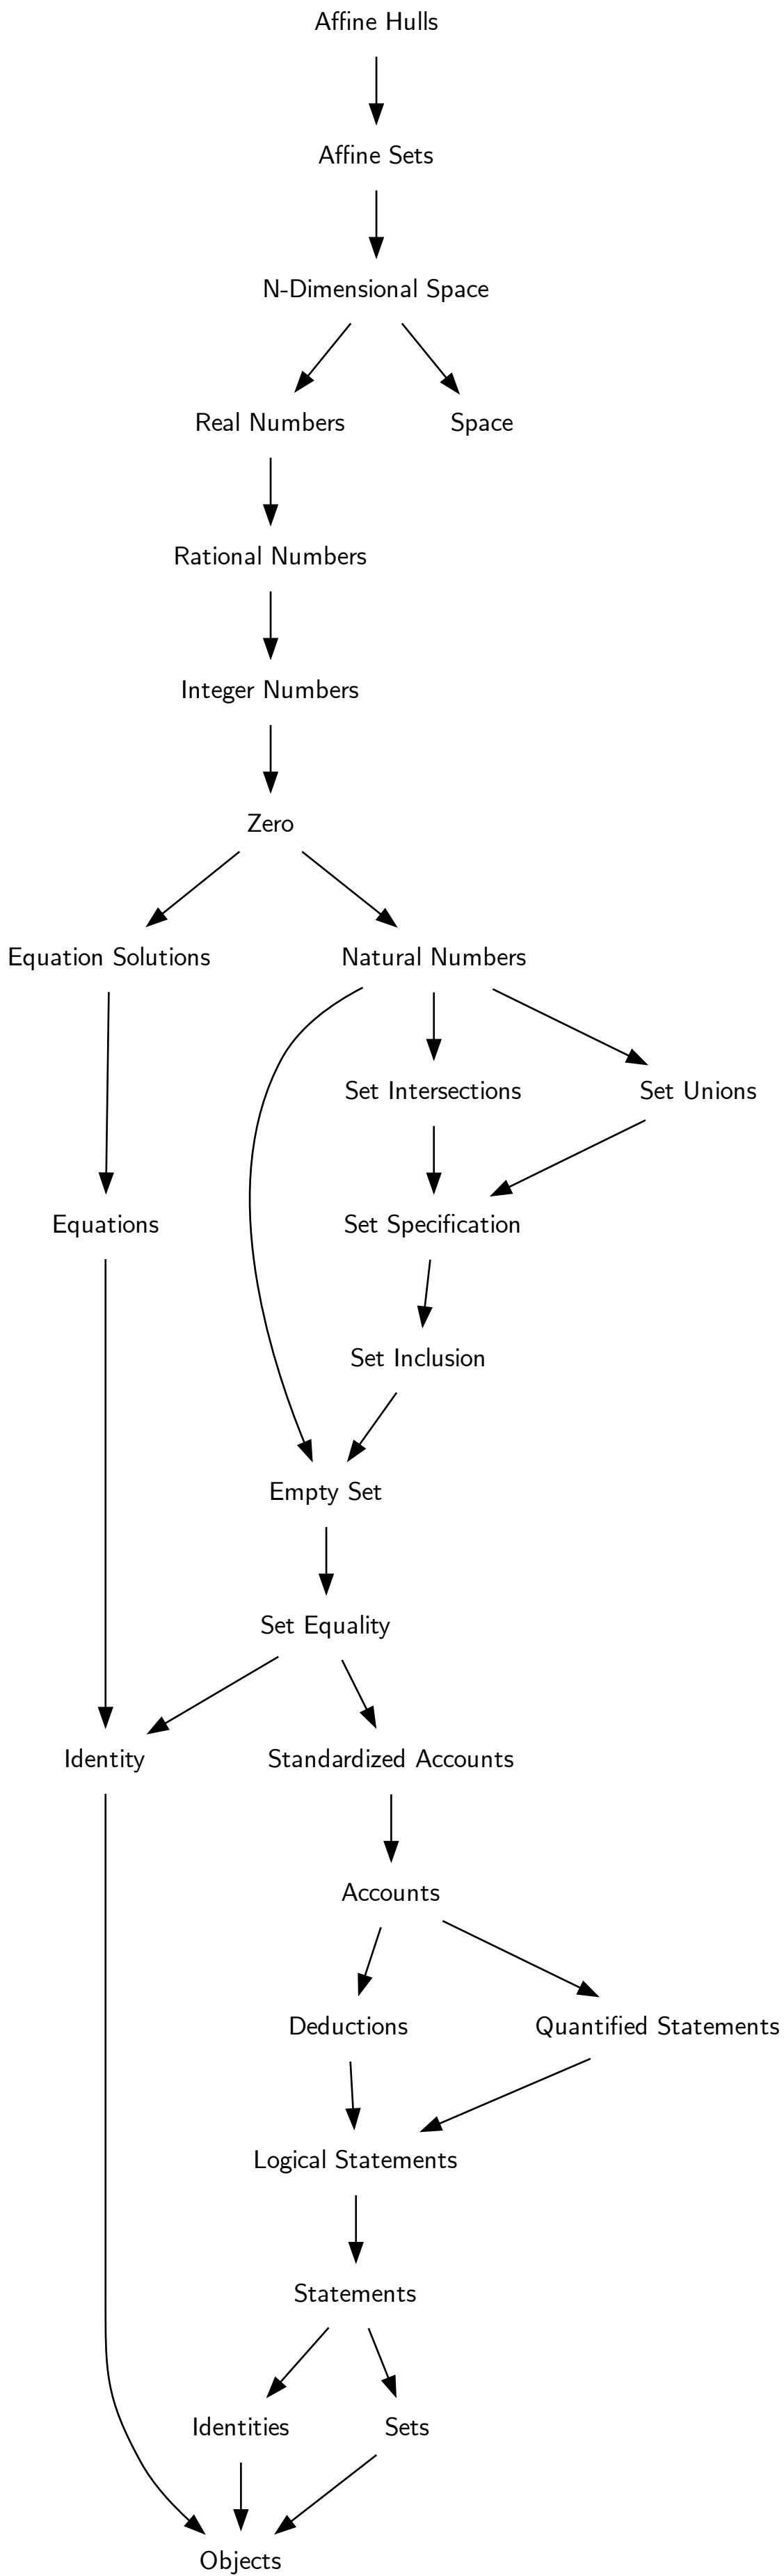 Affine Hulls
Affine Sets
N-Dimensional Space
Real Numbers
Space
Rational Numbers
Integer Numbers
Zero
Equation Solutions
Natural Numbers
Set Intersections
Set Unions
Equations
Set Specification
Set Inclusion
Empty Set
Set Equality
Identity
Standardized Accounts
Accounts
Deductions
Quantified Statements
Logical Statements
Statements
Identities
Sets
Objects